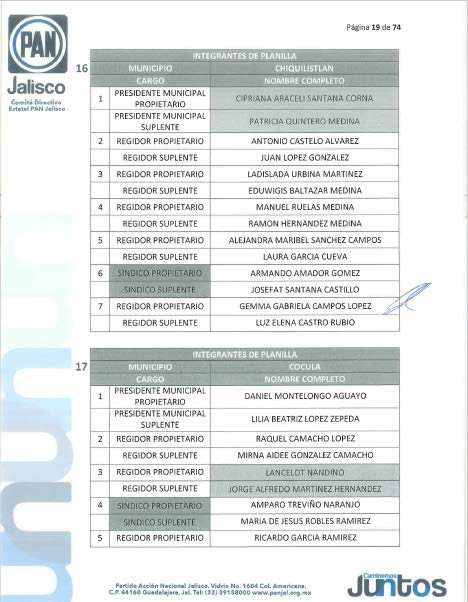 Página 19 de 74
PAN
Jalisco
Comité Directivo
Estatal PAN Jalisco
16
INTEGRANTES DE PLANILLA
MUNICIPIO CHIQUILISTLAN
CARGO NOMBRE COMPLETO
1 PRESIDENTE MUNICIPAL PROPIETARIO CIPRIANA ARACELI SANTANA CORNA
PRESIDENTE MUNICIPAL SUPLENTE PATRICIA QUINTERO MEDINA
2 REGIDOR PROPIETARIO ANTONIO CASTELO ALVAREZ
REGIDOR SUPLENTE JUAN LOPEZ GONZALEZ
3 REGIDOR PROPIETARIO LADISLADA URBINA MARTINEZ
REGIDOR SUPLENTE EDUWIGIS BALTAZAR MEDINA
4 REGIDOR PROPIETARIO MANUEL RUELAS MEDINA
REGIDOR SUPLENTE RAMON HERNANDEZ MEDINA
5 REGIDOR PROPIETARIO ALEJANDRA MARIBEL SANCHEZ CAMPOS
REGIDOR SUPLENTE LAURA GARCIA CUEVA
6 SINDICO PROPIETARIO ARMANDO AMADOR GOMEZ
SINDICO SUPLENTE JOSEFAT SANTANA CASTILLO
7 REGIDOR PROPIETARIO GEMMA GABRIELA CAMPOS LOPEZ
REGIDOR SUPLENTE LUZ ELENA CASTRO RUBIO
17
INTEGRANTES DE PLANILLA
MUNICIPIO COCULA
CARGO NOMBRE COMPLETO
1 PRESIDENTE MUNICIPAL PROPIETARIO DANIEL MONTELONGO AGUAYO
PRESIDENTE MUNICIPAL SUPLENTE LILIA BEATRIZ LOPEZ ZEPEDA
2 REGIDOR PROPIETARIO RAQUEL CAMACHO LOPEZ
REGIDOR SUPLENTE MIRNA AIDEE GONZALEZ CAMACHO
3 REGIDOR PROPIETARIO LANCELOT NANDINO
REGIDOR SUPLENTE JORGE ALFREDO MARTINEZ HERNANDEZ
4 SINDICO PROPIETARIO AMPARO TREVIÑO NARANJO
SINDICO SUPLENTE MARIA DE JESUS ROBLES RAMIREZ
5 REGIDOR PROPIETARIO RICARDO GARCIA RAMIREZ
Partido Acción Nacional Jalisco. Vidrio No. 1604 Col. Americana.
C.P. 44160 Guadalajara, Jal. Tel: (33) 39158000 www.panjal.org.mx
Caminemos
Juntos